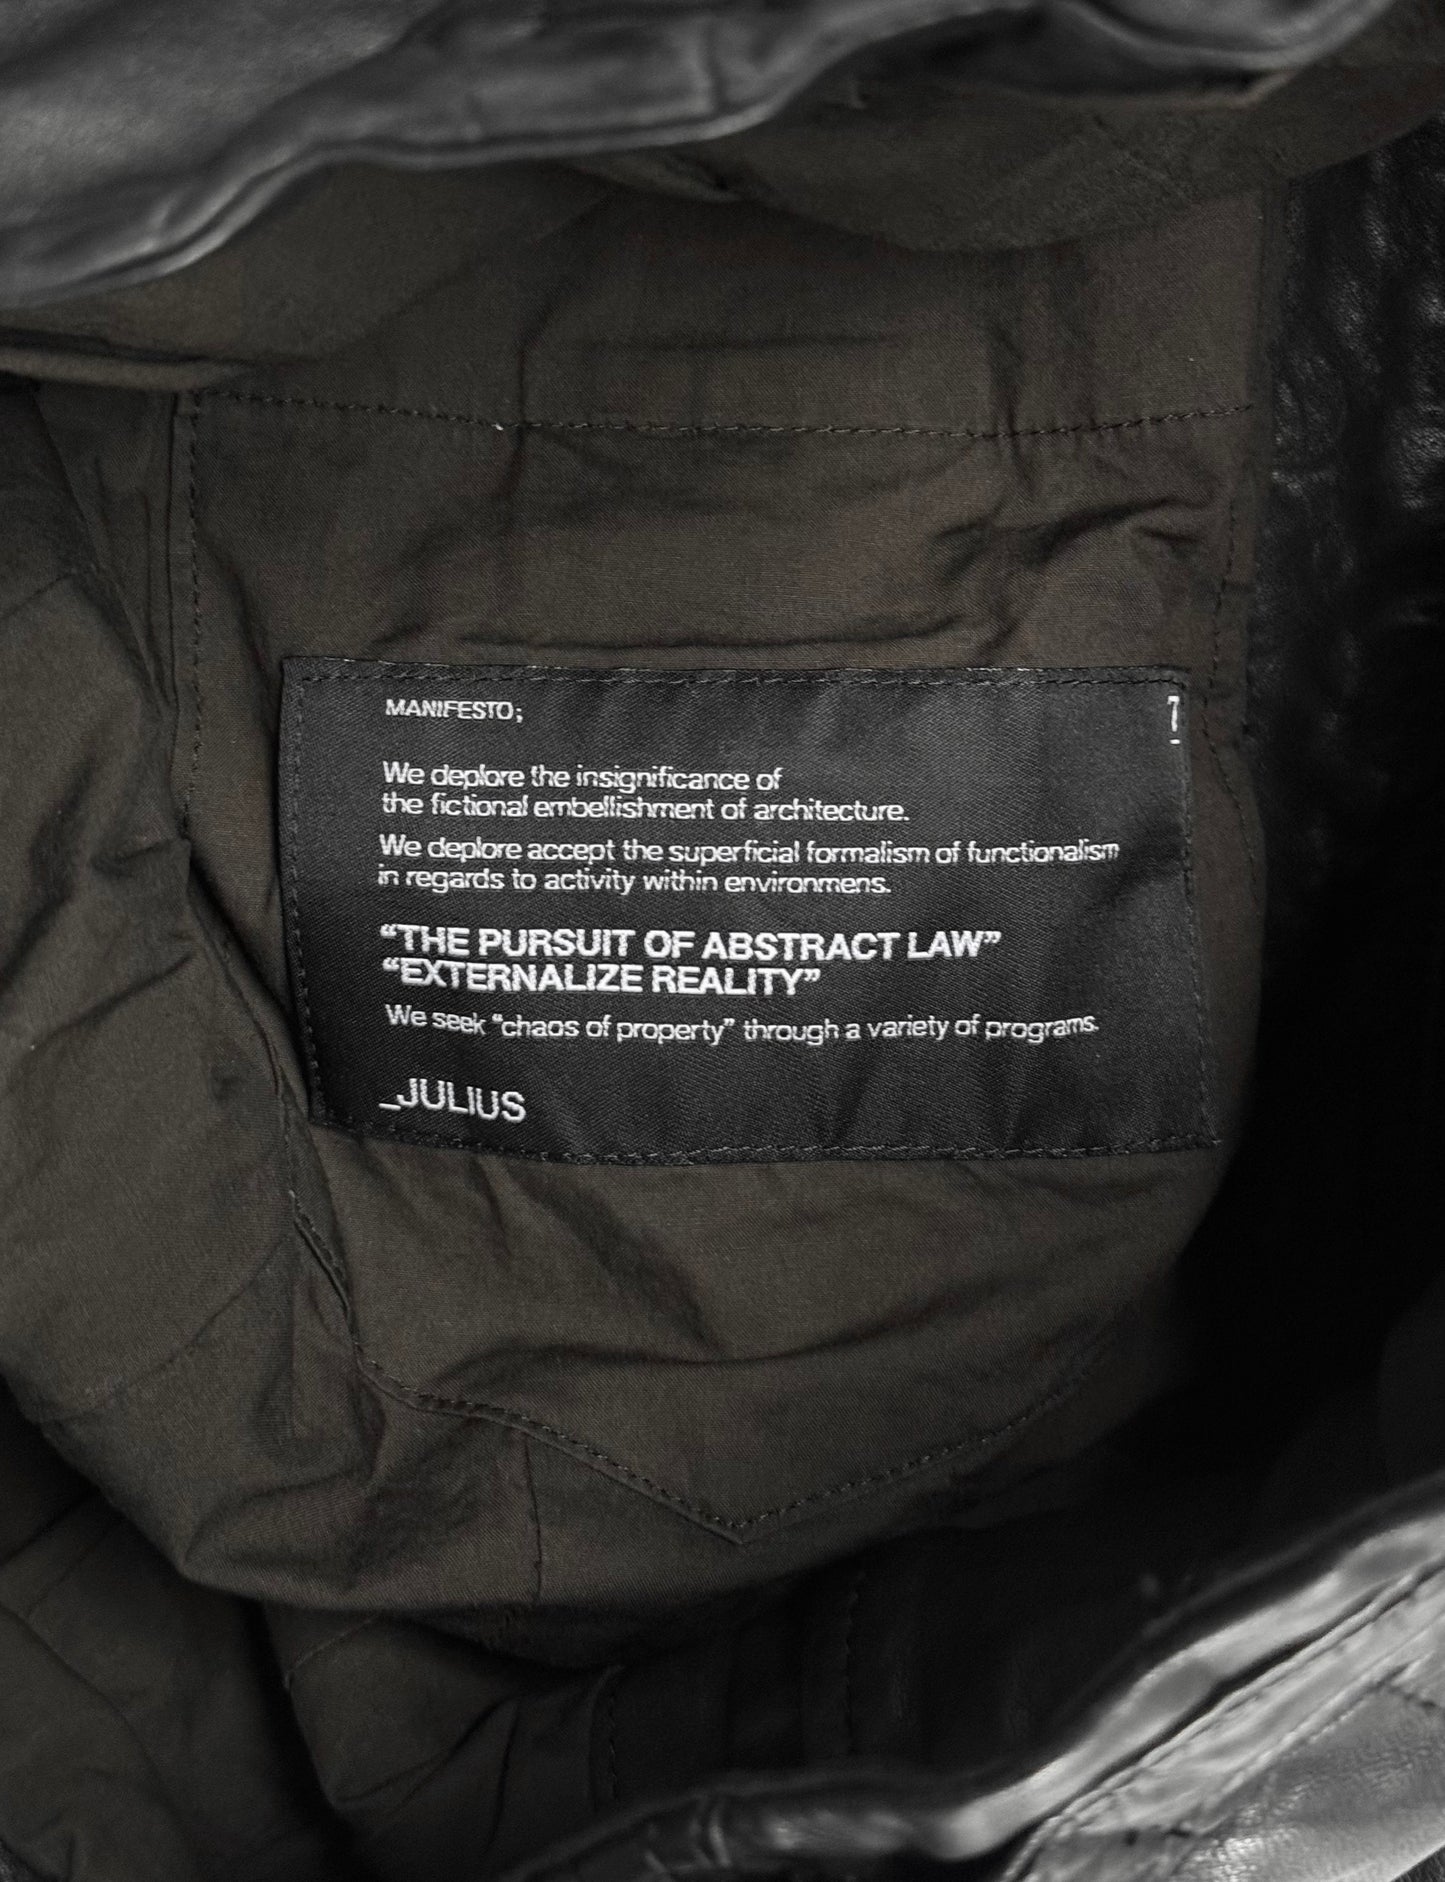 MANIFESTO;
7_
We deplore the insignificance of
the fictional embellishment of architecture.
We deplore accept the superficial formalism of functionalism
in regards to activity within environmens.
“THE PURSUIT OF ABSTRACT LAW”
“EXTERNALIZE REALITY”
We seek “chaos of property” through a variety of programs.
_JULIUS